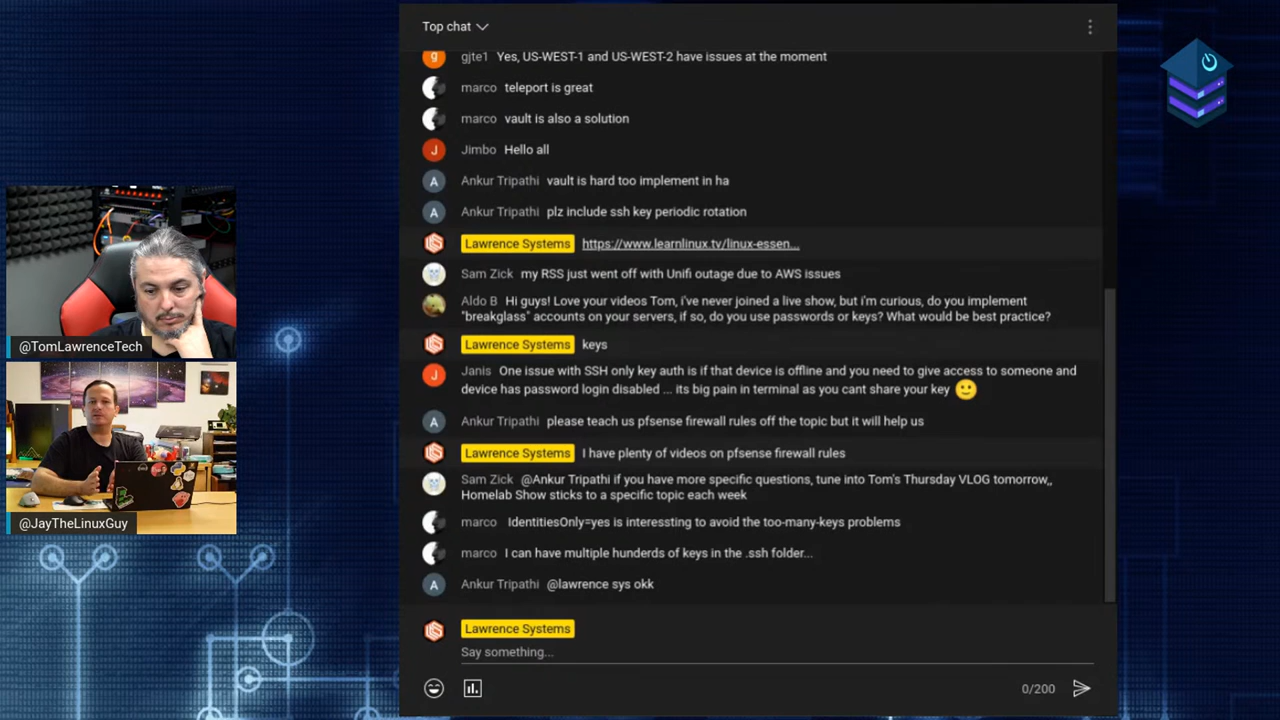 Top chat
gjte1 Yes, US-WEST-1 and US-WEST-2 have issues at the moment
marco teleport is great
marco vault is also a solution
J Jimbo Hello all
A Ankur Tripathi vault is hard too implement in ha
A Ankur Tripathi plz include ssh key periodic rotation
Lawrence Systems https://www.learnlinux.tv/linux-essen...
Sam Zick my RSS just went off with Unifi outage due to AWS issues
Aldo B Hi guys! Love your videos Tom, i've never joined a live show, but i'm curious, do you implement
"breakglass" accounts on your servers, if so, do you use passwords or keys? What would be best practice?
Lawrence Systems keys
J Janis One issue with SSH only key auth is if that device is offline and you need to give access to someone and
device has password login disabled ... its big pain in terminal as you cant share your key 🙂
A Ankur Tripathi please teach us pfsense firewall rules off the topic but it will help us
Lawrence Systems I have plenty of videos on pfsense firewall rules
Sam Zick @Ankur Tripathi if you have more specific questions, tune into Tom's Thursday VLOG tomorrow,,
Homelab Show sticks to a specific topic each week
marco IdentitiesOnly=yes is interessting to avoid the too-many-keys problems
marco I can have multiple hunderds of keys in the .ssh folder...
A Ankur Tripathi @lawrence sys okk
Lawrence Systems
Say something...
0/200
@TomLawrenceTech
@JayTheLinuxGuy